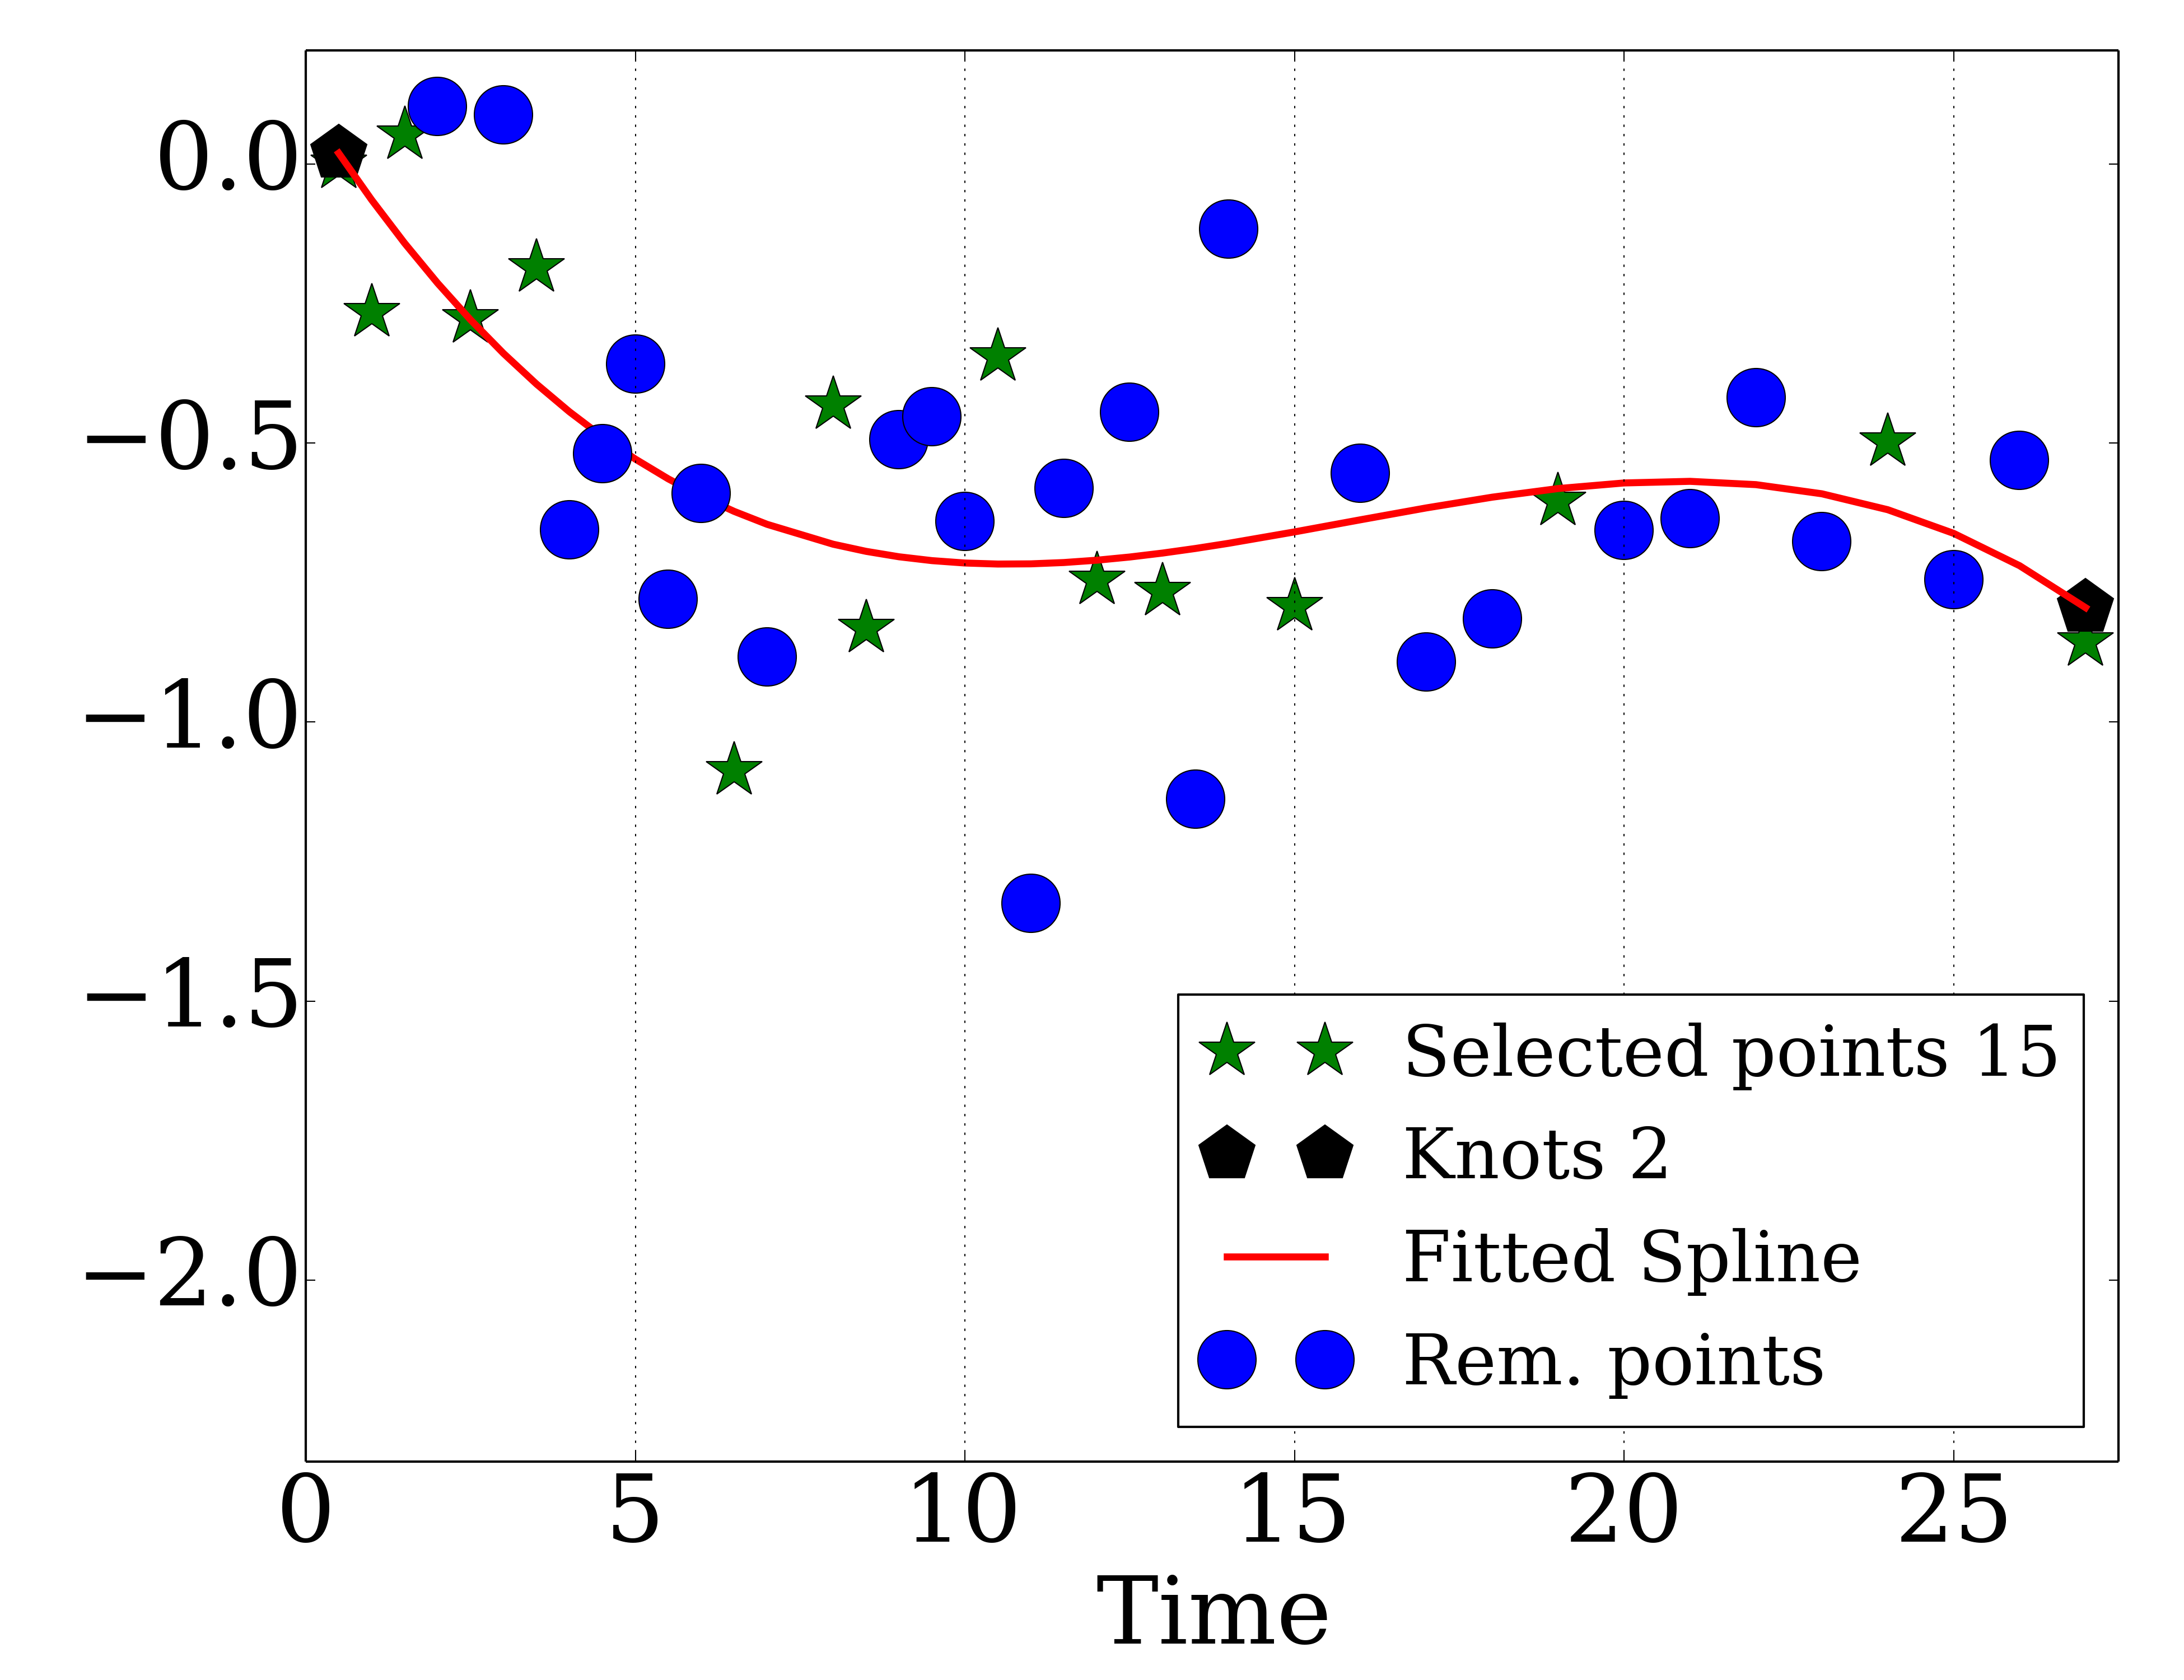 0.0
−0.5
−1.0
−1.5
−2.0
Selected points 15
Knots 2
Fitted Spline
Rem. points
0 5 10 15 20 25
Time